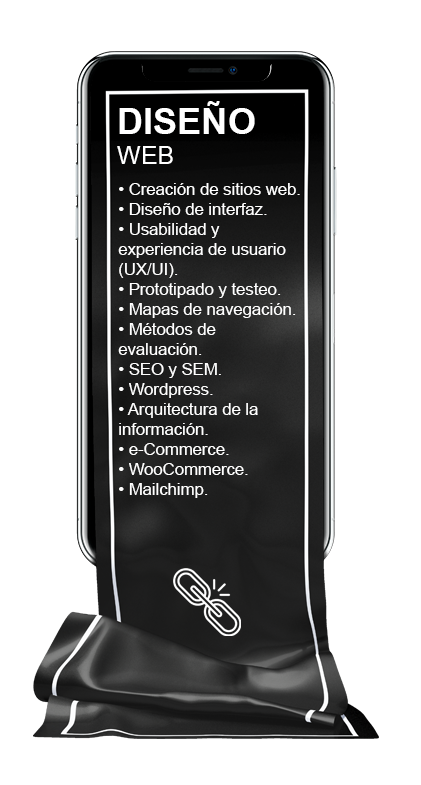 DISEÑO
WEB
• Creación de sitios web.
• Diseño de interfaz.
• Usabilidad y
experiencia de usuario
(UX/UI).
• Prototipado y testeo.
• Mapas de navegación.
• Métodos de
evaluación.
• SEO y SEM.
• Wordpress.
• Arquitectura de la
información.
• e-Commerce.
• WooCommerce.
• Mailchimp.